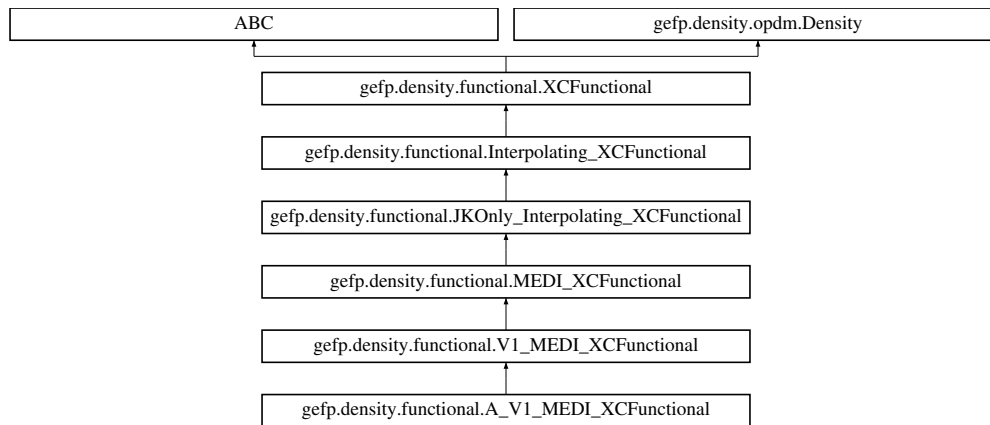 ABC
gefp.density.opdm.Density
gefp.density.functional.XCFunctional
gefp.density.functional.Interpolating_XCFunctional
gefp.density.functional.JKOnly_Interpolating_XCFunctional
gefp.density.functional.MEDI_XCFunctional
gefp.density.functional.V1_MEDI_XCFunctional
gefp.density.functional.A_V1_MEDI_XCFunctional